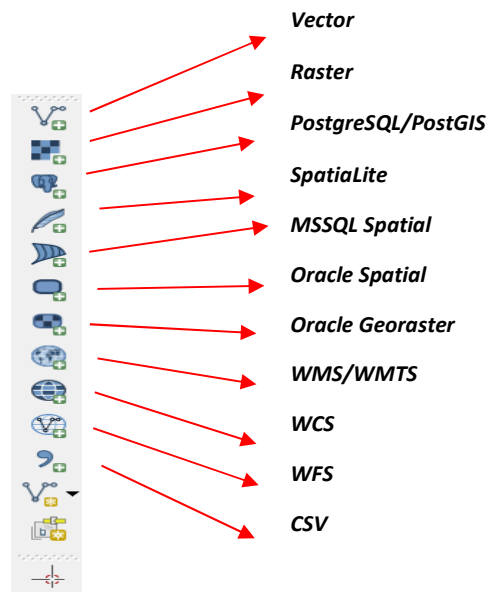 Vector
Raster
PostgreSQL/PostGIS
SpatiaLite
MSSQL Spatial
Oracle Spatial
Oracle Georaster
WMS/WMTS
WCS
WFS
CSV